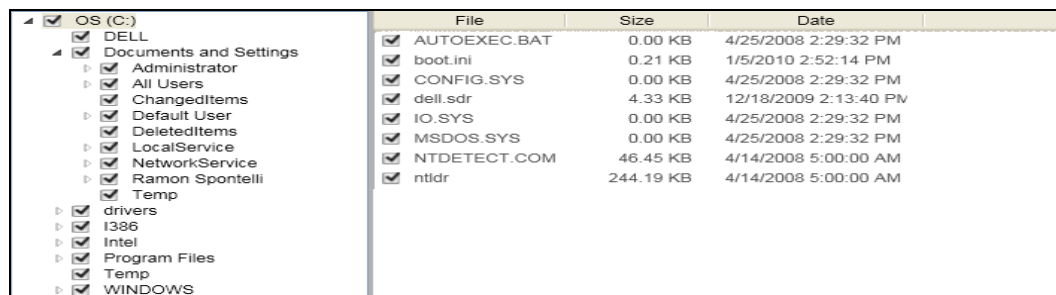 OS (C:)
DELL
Documents and Settings
Administrator
All Users
ChangedItems
Default User
DeletedItems
LocalService
NetworkService
Ramon Spontelli
Temp
drivers
I386
Intel
Program Files
Temp
WINDOWS
File Size Date
AUTOEXEC.BAT 0.00 KB 4/25/2008 2:29:32 PM
boot.ini 0.21 KB 1/5/2010 2:52:14 PM
CONFIG.SYS 0.00 KB 4/25/2008 2:29:32 PM
dell.sdr 4.33 KB 12/18/2009 2:13:40 PM
IO.SYS 0.00 KB 4/25/2008 2:29:32 PM
MSDOS.SYS 0.00 KB 4/25/2008 2:29:32 PM
NTDETECT.COM 46.45 KB 4/14/2008 5:00:00 AM
ntldr 244.19 KB 4/14/2008 5:00:00 AM